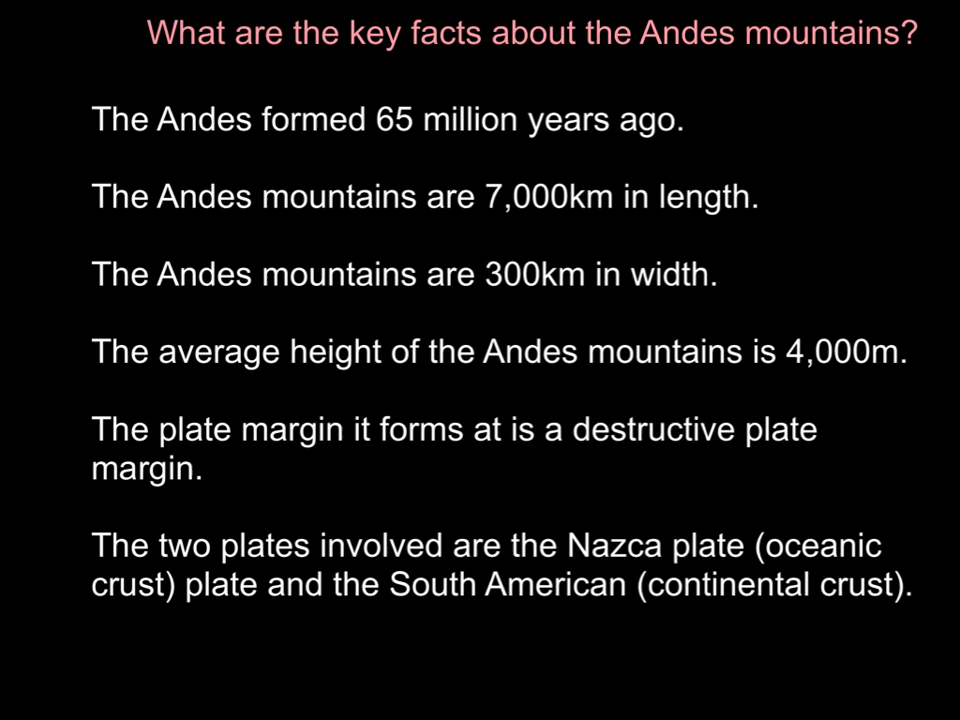 What are the key facts about the Andes mountains?
The Andes formed 65 million years ago.
The Andes mountains are 7,000km in length.
The Andes mountains are 300km in width.
The average height of the Andes mountains is 4,000m.
The plate margin it forms at is a destructive plate
margin.
The two plates involved are the Nazca plate (oceanic
crust) plate and the South American (continental crust).